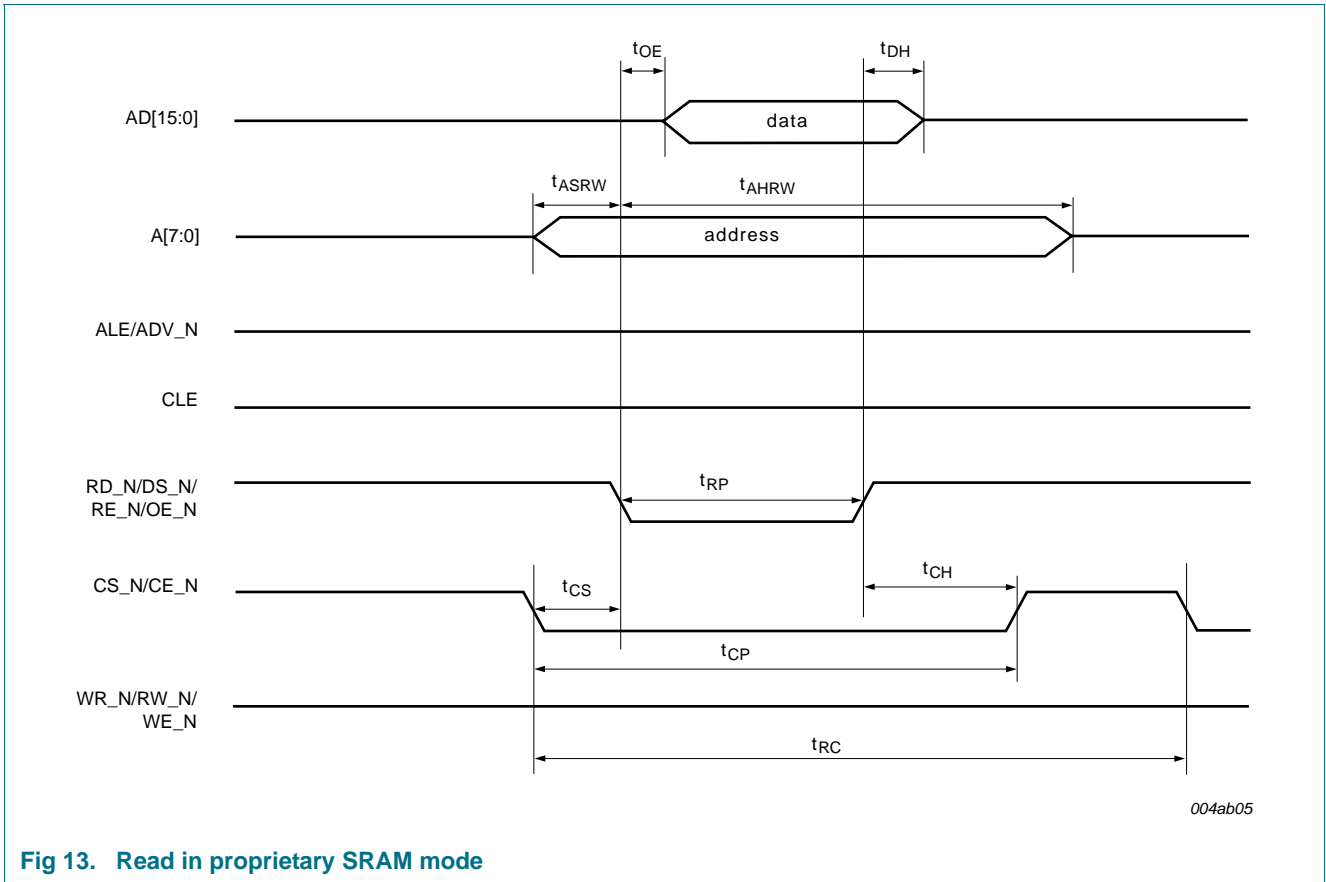 tOE
tDH
AD[15:0]
data
tASRW
tAHRW
A[7:0]
address
ALE/ADV_N
CLE
RD_N/DS_N/
RE_N/OE_N
tRP
CS_N/CE_N
tCS
tCH
tCP
WR_N/RW_N/
WE_N
tRC
004ab05
Fig 13. Read in proprietary SRAM mode